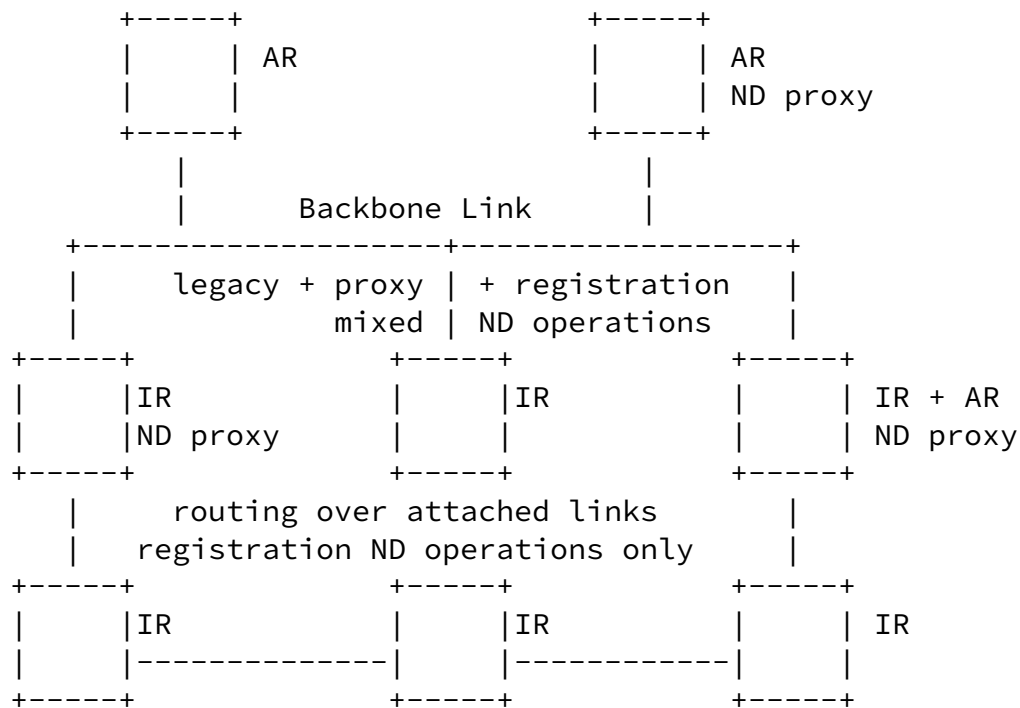 AR AR
ND proxy
Backbone Link
legacy + proxy + registration
mixed ND operations
IR IR IR + AR
ND proxy ND proxy
routing over attached links
registration ND operations only
IR IR IR